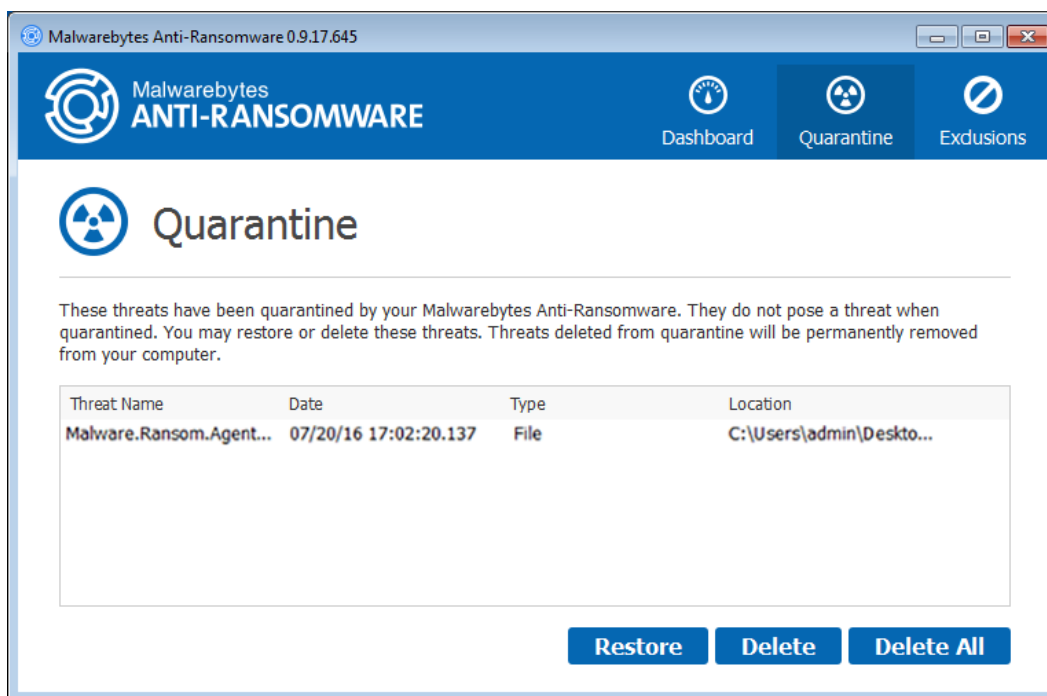 Malwarebytes Anti-Ransomware 0.9.17.645
Malwarebytes
ANTI-RANSOMWARE
Dashboard Quarantine Exclusions
Quarantine
These threats have been quarantined by your Malwarebytes Anti-Ransomware. They do not pose a threat when
quarantined. You may restore or delete these threats. Threats deleted from quarantine will be permanently removed
from your computer.
Threat Name Date Type Location
Malware.Ransom.Agent... 07/20/16 17:02:20.137 File C:\Users\admin\Deskto...
Restore Delete Delete All